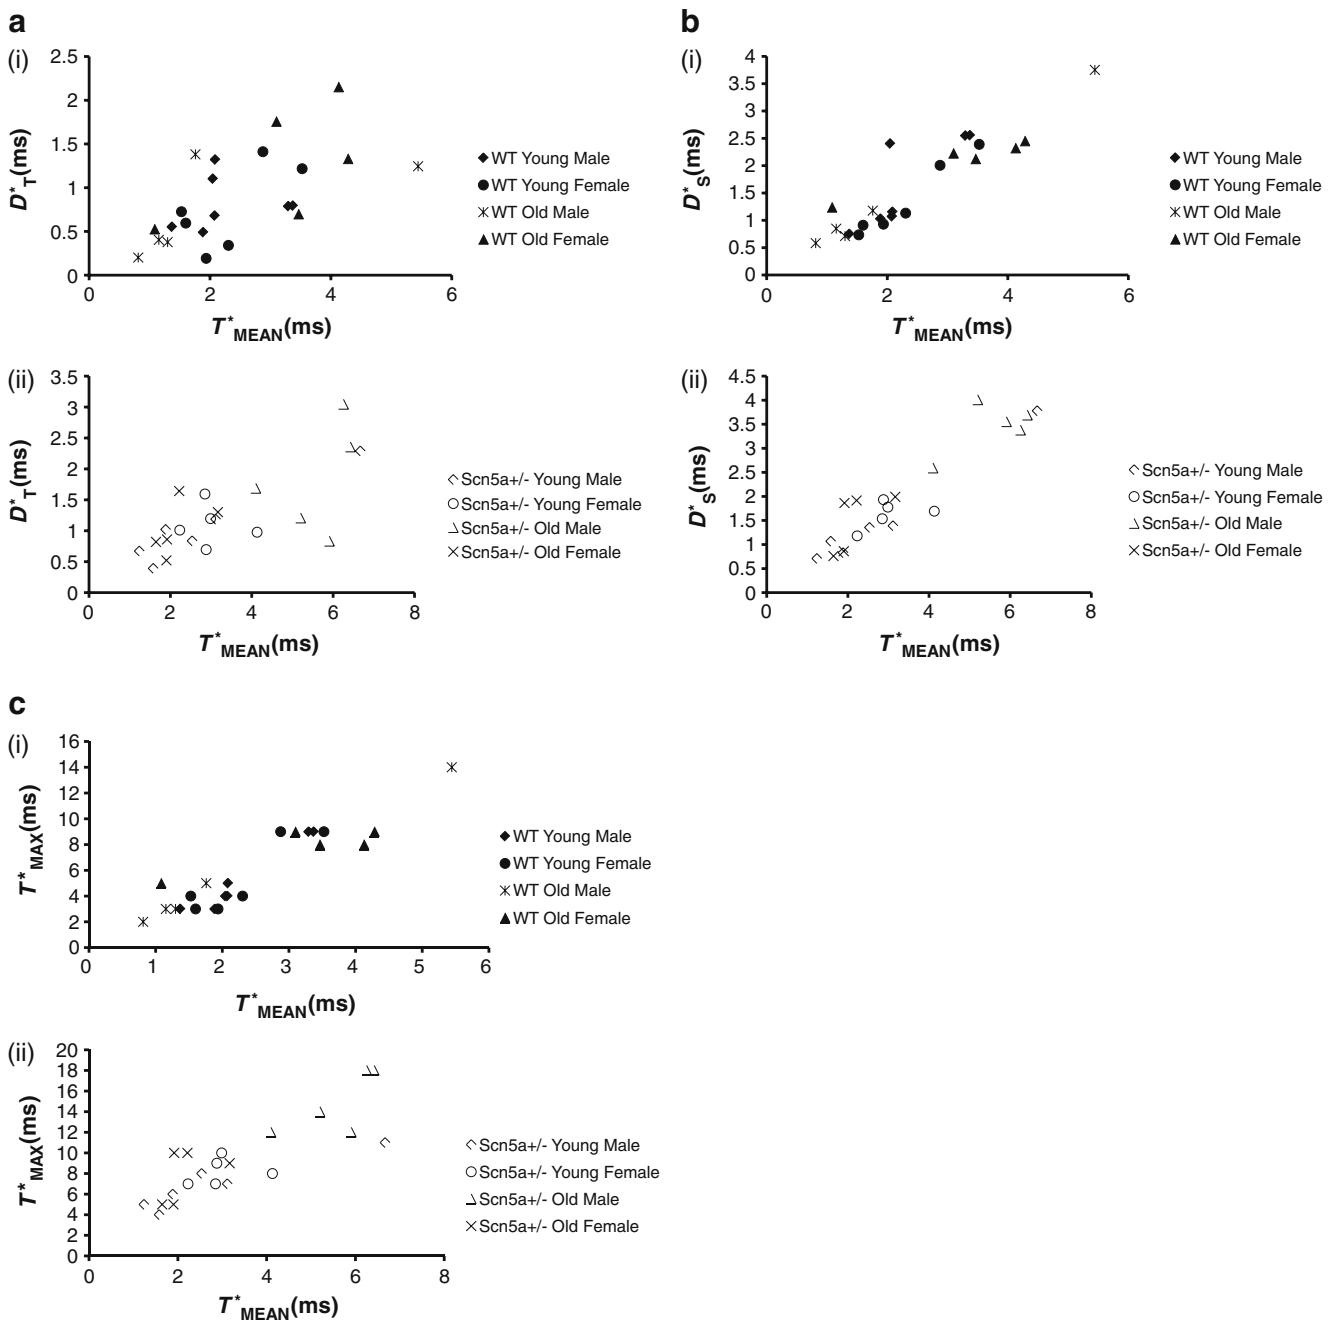 a
(i)
2.5
2
1.5
1
0.5
0
0 2 4 6
D*T(ms)
T*MEAN(ms)
WT Young Male
WT Young Female
WT Old Male
WT Old Female
(ii)
3.5
3
2.5
2
1.5
1
0.5
0
0 2 4 6 8
D*T(ms)
T*MEAN(ms)
Scn5a+/- Young Male
Scn5a+/- Young Female
Scn5a+/- Old Male
Scn5a+/- Old Female
b
(i)
4
3.5
3
2.5
2
1.5
1
0.5
0
0 2 4 6
D*S(ms)
T*MEAN(ms)
WT Young Male
WT Young Female
WT Old Male
WT Old Female
(ii)
4.5
4
3.5
3
2.5
2
1.5
1
0.5
0
0 2 4 6 8
D*S(ms)
T*MEAN(ms)
Scn5a+/- Young Male
Scn5a+/- Young Female
Scn5a+/- Old Male
Scn5a+/- Old Female
c
(i)
16
14
12
10
8
6
4
2
0
0 1 2 3 4 5 6
T*MAX(ms)
T*MEAN(ms)
WT Young Male
WT Young Female
WT Old Male
WT Old Female
(ii)
20
18
16
14
12
10
8
6
4
2
0
0 2 4 6 8
T*MAX(ms)
T*MEAN(ms)
Scn5a+/- Young Male
Scn5a+/- Young Female
Scn5a+/- Old Male
Scn5a+/- Old Female